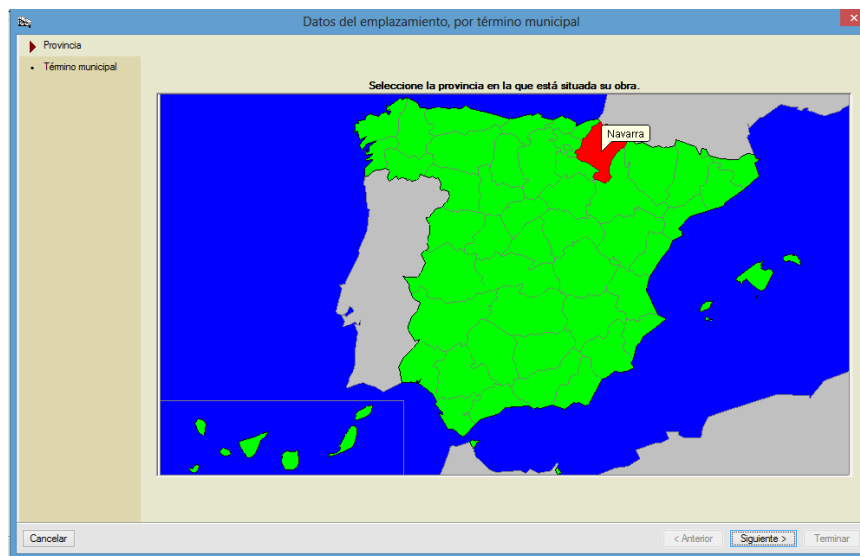 Datos del emplazamiento, por término municipal
Provincia
Término municipal
Seleccione la provincia en la que está situada su obra.
Navarra
Cancelar
< Anterior
Siguiente >
Terminar